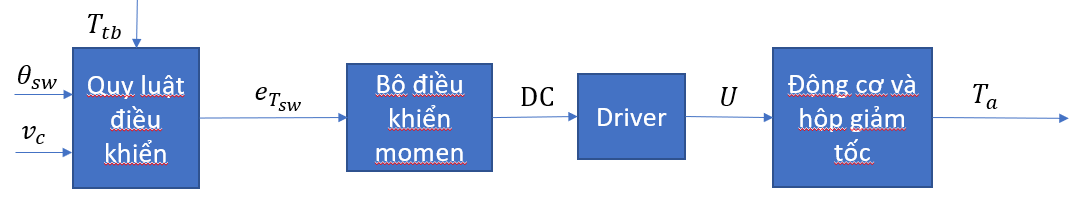 T_tb
θ_sw
v_c
Quy luật
điều
khiển
e_T_sw
Bộ điều
khiển
momen
DC
Driver
U
Động cơ và
hộp giảm
tốc
T_a